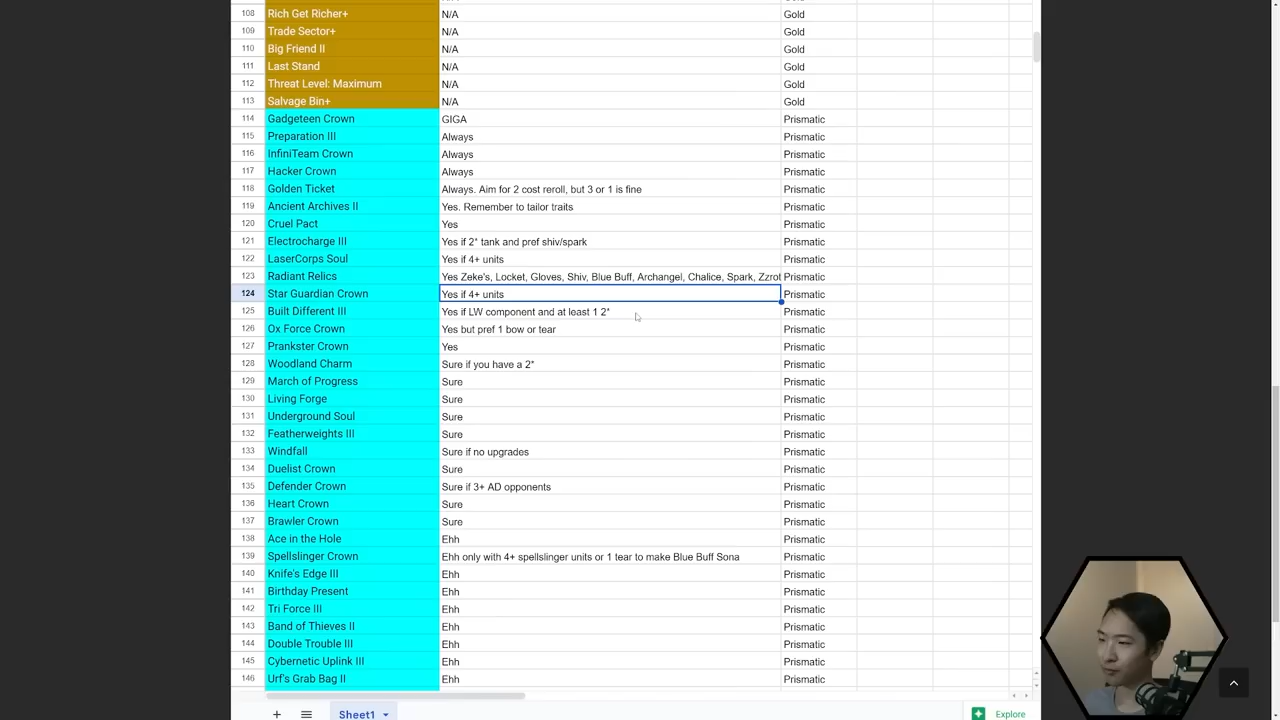 108 Rich Get Richer+ N/A Gold
109 Trade Sector+ N/A Gold
110 Big Friend II N/A Gold
111 Last Stand N/A Gold
112 Threat Level: Maximum N/A Gold
113 Salvage Bin+ N/A Gold
114 Gadgeteen Crown GIGA Prismatic
115 Preparation III Always Prismatic
116 InfiniTeam Crown Always Prismatic
117 Hacker Crown Always Prismatic
118 Golden Ticket Always. Aim for 2 cost reroll, but 3 or 1 is fine Prismatic
119 Ancient Archives II Yes. Remember to tailor traits Prismatic
120 Cruel Pact Yes Prismatic
121 Electrocharge III Yes if 2* tank and pref shiv/spark Prismatic
122 LaserCorps Soul Yes if 4+ units Prismatic
123 Radiant Relics Yes Zeke's, Locket, Gloves, Shiv, Blue Buff, Archangel, Chalice, Spark, Zzrot Prismatic
124 Star Guardian Crown Yes if 4+ units Prismatic
125 Built Different III Yes if LW component and at least 1 2* Prismatic
126 Ox Force Crown Yes but pref 1 bow or tear Prismatic
127 Prankster Crown Yes Prismatic
128 Woodland Charm Sure if you have a 2* Prismatic
129 March of Progress Sure Prismatic
130 Living Forge Sure Prismatic
131 Underground Soul Sure Prismatic
132 Featherweights III Sure Prismatic
133 Windfall Sure if no upgrades Prismatic
134 Duelist Crown Sure Prismatic
135 Defender Crown Sure if 3+ AD opponents Prismatic
136 Heart Crown Sure Prismatic
137 Brawler Crown Sure Prismatic
138 Ace in the Hole Ehh Prismatic
139 Spellslinger Crown Ehh only with 4+ spellslinger units or 1 tear to make Blue Buff Sona Prismatic
140 Knife's Edge III Ehh Prismatic
141 Birthday Present Ehh Prismatic
142 Tri Force III Ehh Prismatic
143 Band of Thieves II Ehh Prismatic
144 Double Trouble III Ehh Prismatic
145 Cybernetic Uplink III Ehh Prismatic
146 Urf's Grab Bag II Ehh Prismatic
Sheet1 Explore